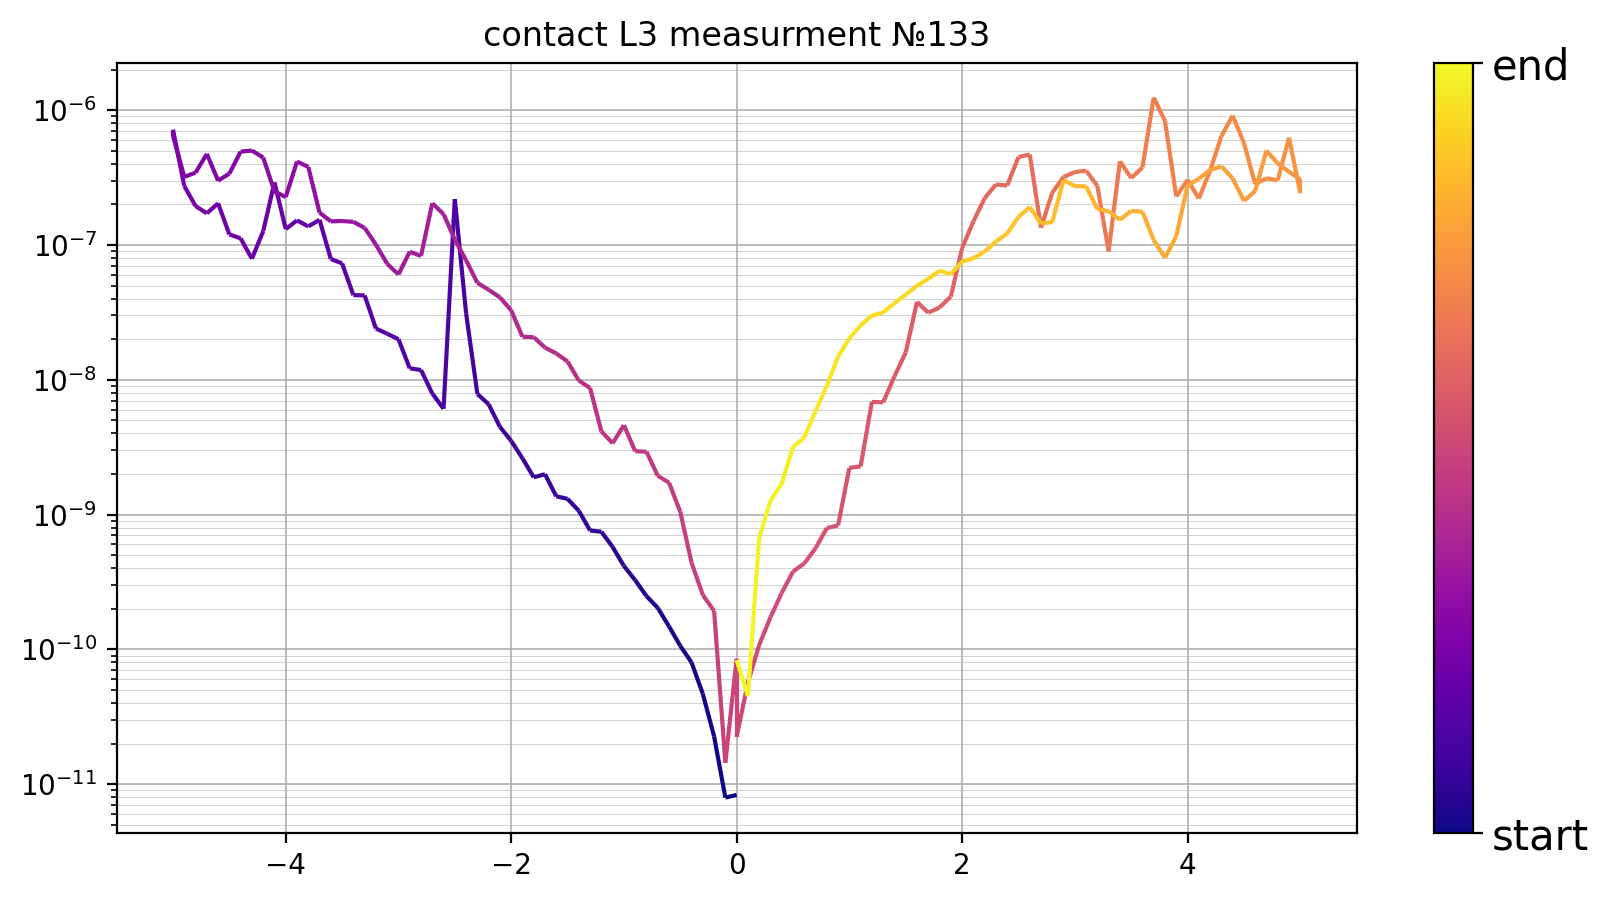 contact L3 measurment №133
10⁻⁶
10⁻⁷
10⁻⁸
10⁻⁹
10⁻¹⁰
10⁻¹¹
−4 −2 0 2 4
end
start